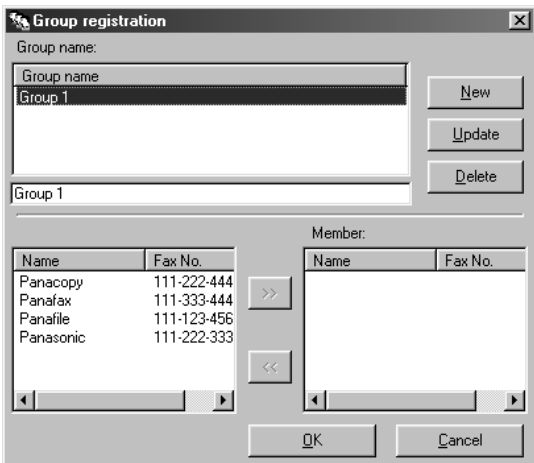 Group registration
Group name:
Group name
Group 1
New
Update
Delete
Group 1
Member:
Name Fax No.
Panacopy 111-222-444
Panafax 111-333-444
Panafile 111-123-456
Panasonic 111-222-333
>>
<<
Name Fax No.
OK Cancel